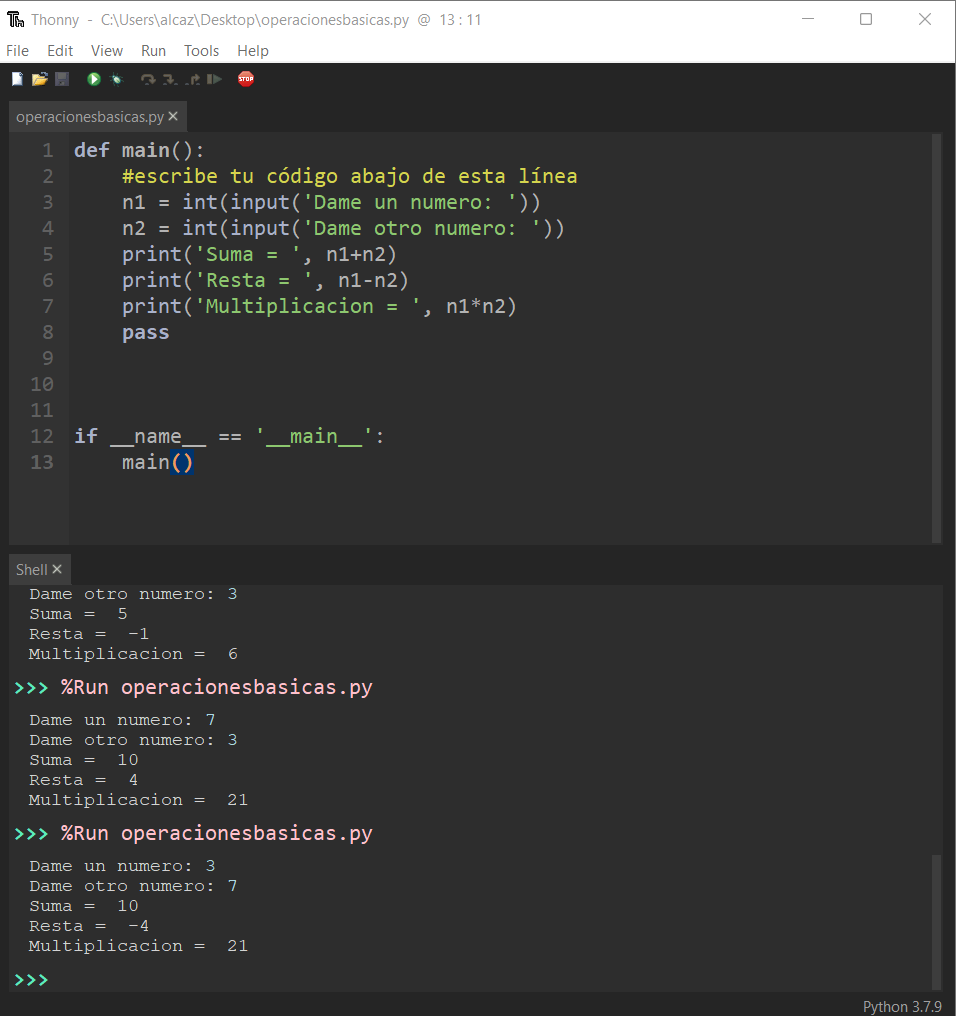 Thonny - C:\Users\alcaz\Desktop\operacionesbasicas.py @ 13 : 11
File Edit View Run Tools Help
STOP
operacionesbasicas.py ×
1 def main():
2     #escribe tu código abajo de esta línea
3     n1 = int(input('Dame un numero: '))
4     n2 = int(input('Dame otro numero: '))
5     print('Suma = ', n1+n2)
6     print('Resta = ', n1-n2)
7     print('Multiplicacion = ', n1*n2)
8     pass
9
10
11
12 if __name__ == '__main__':
13     main()
Shell ×
Dame otro numero: 3
Suma =  5
Resta =  -1
Multiplicacion =  6
>>> %Run operacionesbasicas.py
Dame un numero: 7
Dame otro numero: 3
Suma =  10
Resta =  4
Multiplicacion =  21
>>> %Run operacionesbasicas.py
Dame un numero: 3
Dame otro numero: 7
Suma =  10
Resta =  -4
Multiplicacion =  21
>>>
Python 3.7.9